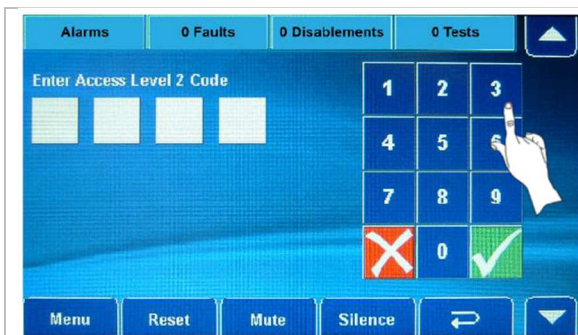 Alarms 0 Faults 0 Disablements 0 Tests
Enter Access Level 2 Code
1 2 3
4 5 6
7 8 9
0
Menu Reset Mute Silence